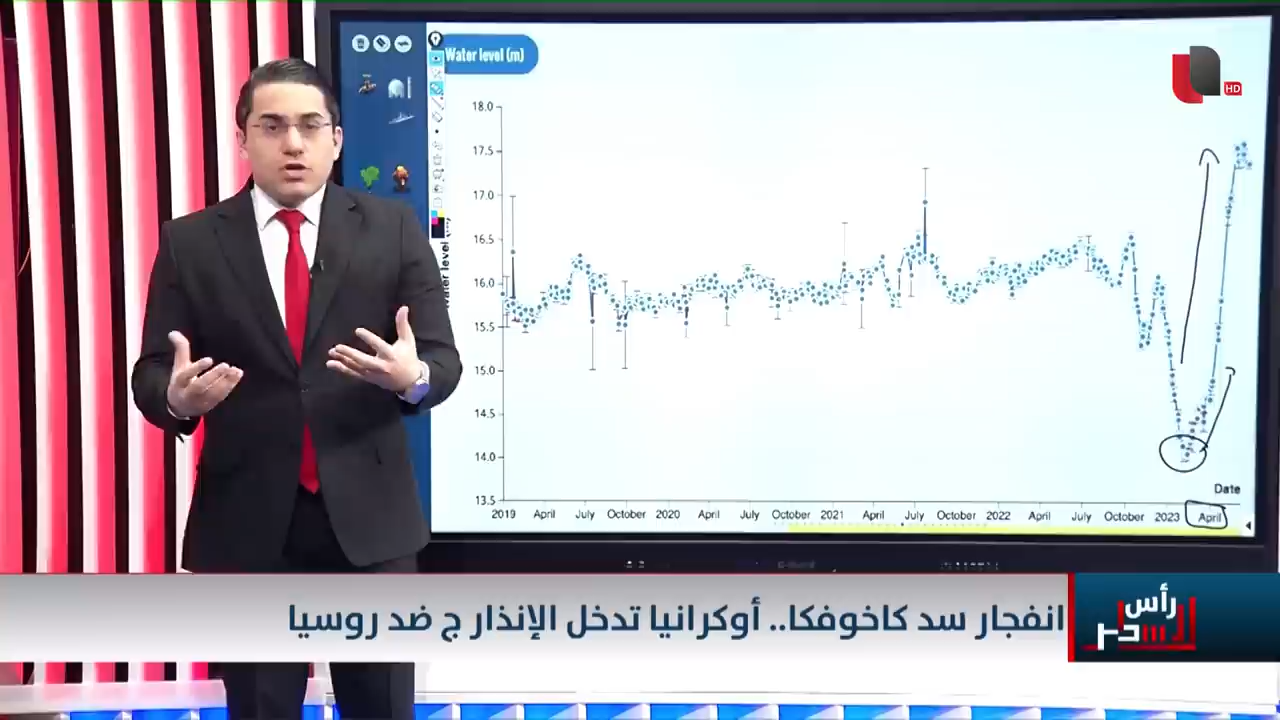 Water level (m)
HD
18.0
17.5
17.0
16.5
16.0
15.5
15.0
14.5
14.0
13.5
Date
2019 April July October 2020 April July October 2021 April July October 2022 April July October 2023 April
انفجار سد كاخوفكا.. أوكرانيا تدخل الإنذار ج ضد روسيا
رأس
السطر